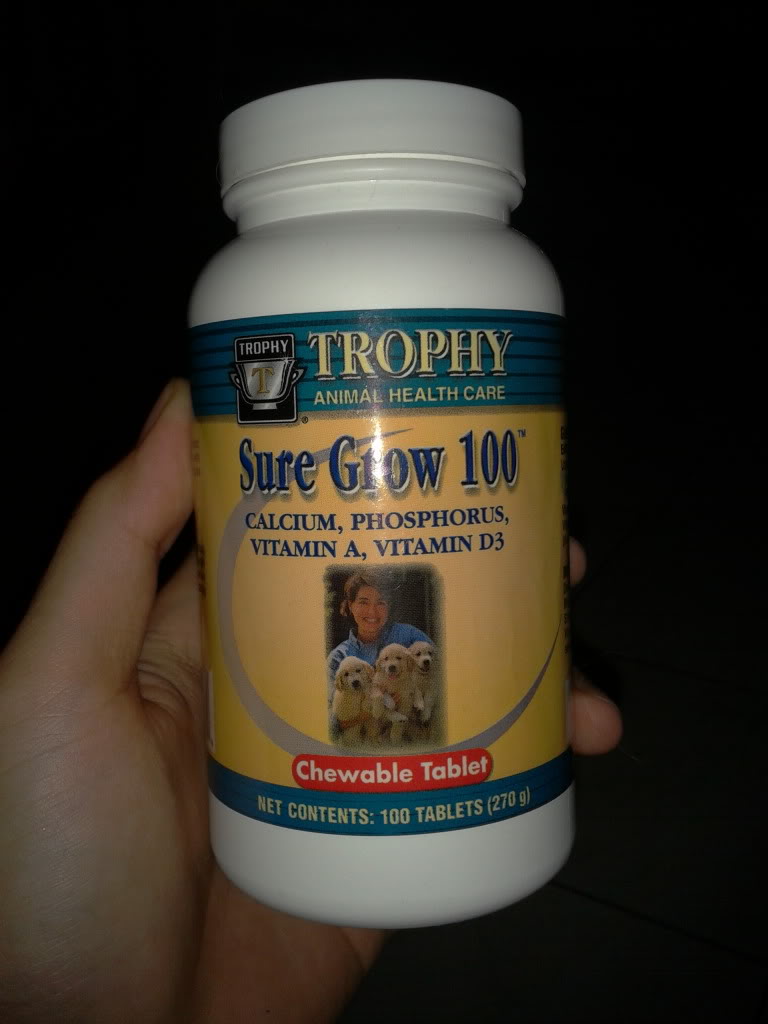 TROPHY
T
®
TROPHY
ANIMAL HEALTH CARE
Sure Grow 100™
CALCIUM, PHOSPHORUS,
VITAMIN A, VITAMIN D3
Chewable Tablet
NET CONTENTS: 100 TABLETS (270 g)